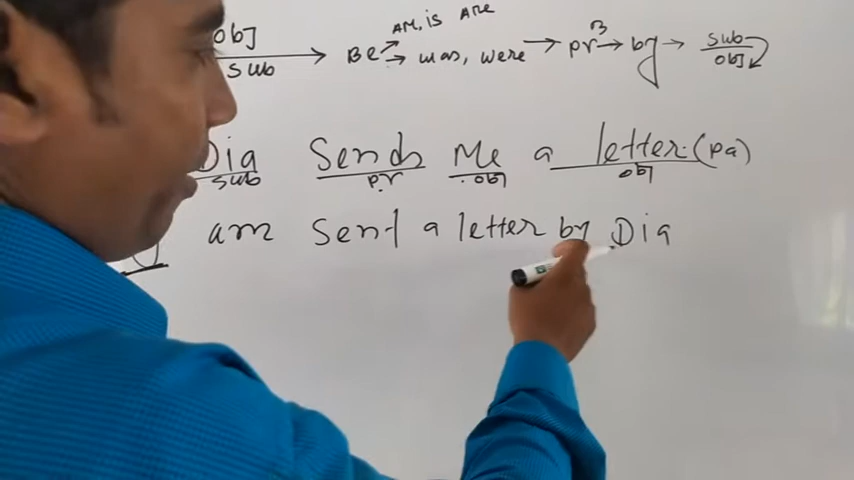 obj AM, is Are
sub BE was, were pr3 by sub obj
Dia Sends Me a letter. (pa)
sub pr. obj obj
am Sent a letter by Dia